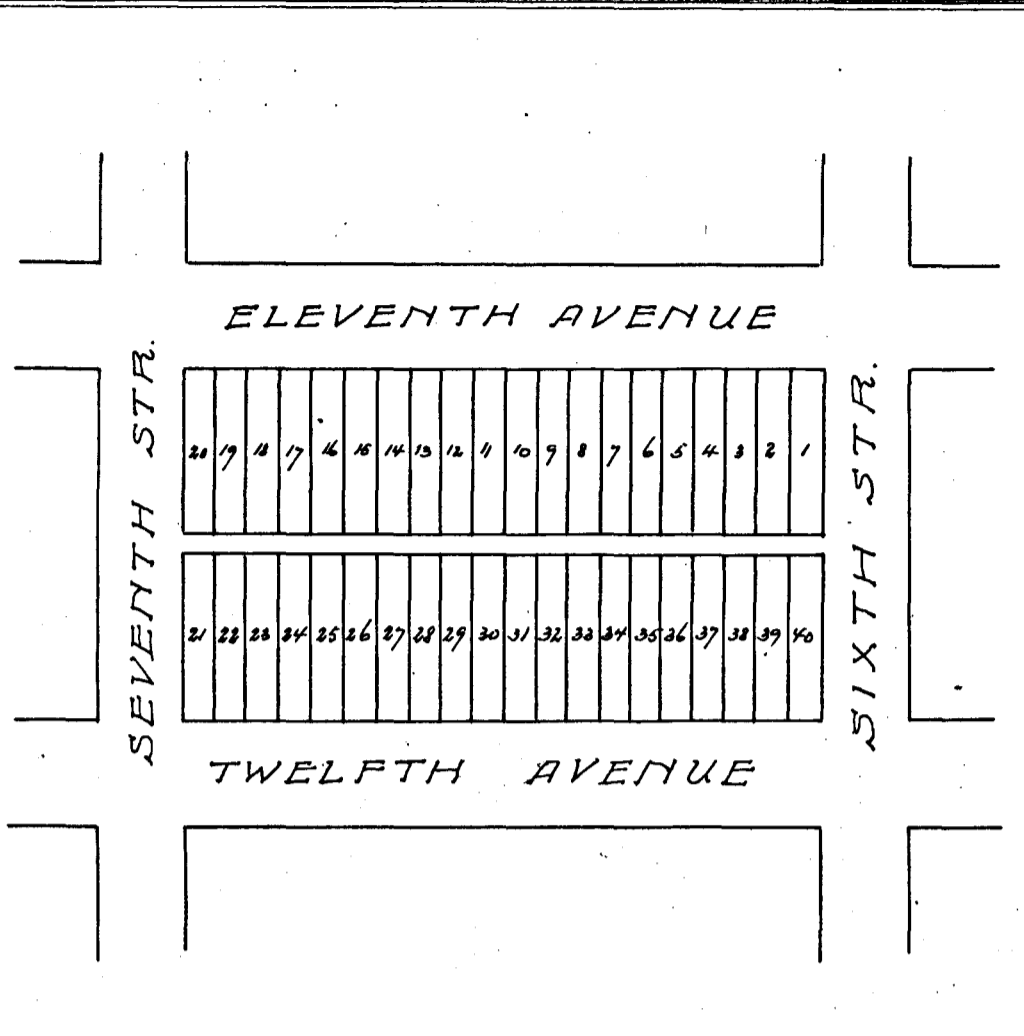 ELEVENTH AVENUE
SEVENTH STR.
SIXTH STR.
20 19 18 17 16 15 14 13 12 11 10 9 8 7 6 5 4 3 2 1
21 22 23 24 25 26 27 28 29 30 31 32 33 34 35 36 37 38 39 40
TWELFTH AVENUE